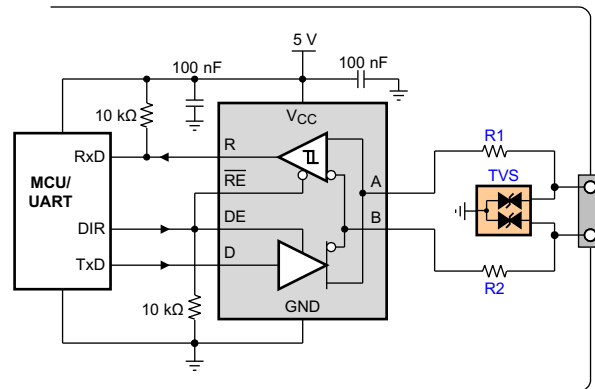 5 V
100 nF
100 nF
10 kΩ
VCC
R1
RxD
R
TVS
MCU/
UART
RE
A
DIR
DE
B
TxD
D
R2
10 kΩ
GND